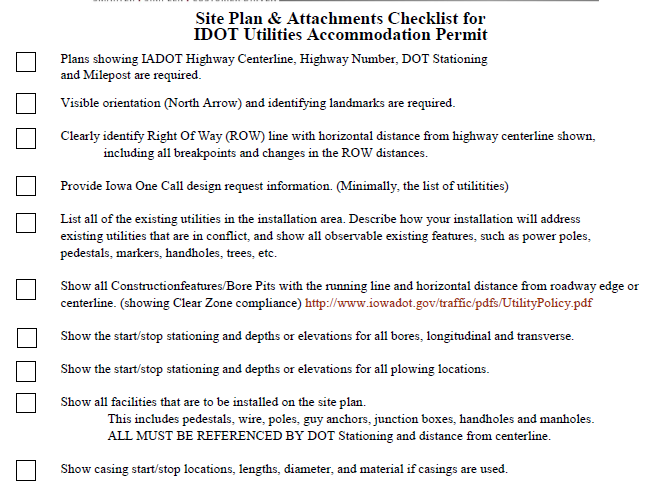 Site Plan & Attachments Checklist for
IDOT Utilities Accommodation Permit
Plans showing IADOT Highway Centerline, Highway Number, DOT Stationing
and Milepost are required.
Visible orientation (North Arrow) and identifying landmarks are required.
Clearly identify Right Of Way (ROW) line with horizontal distance from highway centerline shown,
including all breakpoints and changes in the ROW distances.
Provide Iowa One Call design request information. (Minimally, the list of utilitities)
List all of the existing utilities in the installation area. Describe how your installation will address
existing utilities that are in conflict, and show all observable existing features, such as power poles,
pedestals, markers, handholes, trees, etc.
Show all Constructionfeatures/Bore Pits with the running line and horizontal distance from roadway edge or
centerline. (showing Clear Zone compliance) http://www.iowadot.gov/traffic/pdfs/UtilityPolicy.pdf
Show the start/stop stationing and depths or elevations for all bores, longitudinal and transverse.
Show the start/stop stationing and depths or elevations for all plowing locations.
Show all facilities that are to be installed on the site plan.
This includes pedestals, wire, poles, guy anchors, junction boxes, handholes and manholes.
ALL MUST BE REFERENCED BY DOT Stationing and distance from centerline.
Show casing start/stop locations, lengths, diameter, and material if casings are used.